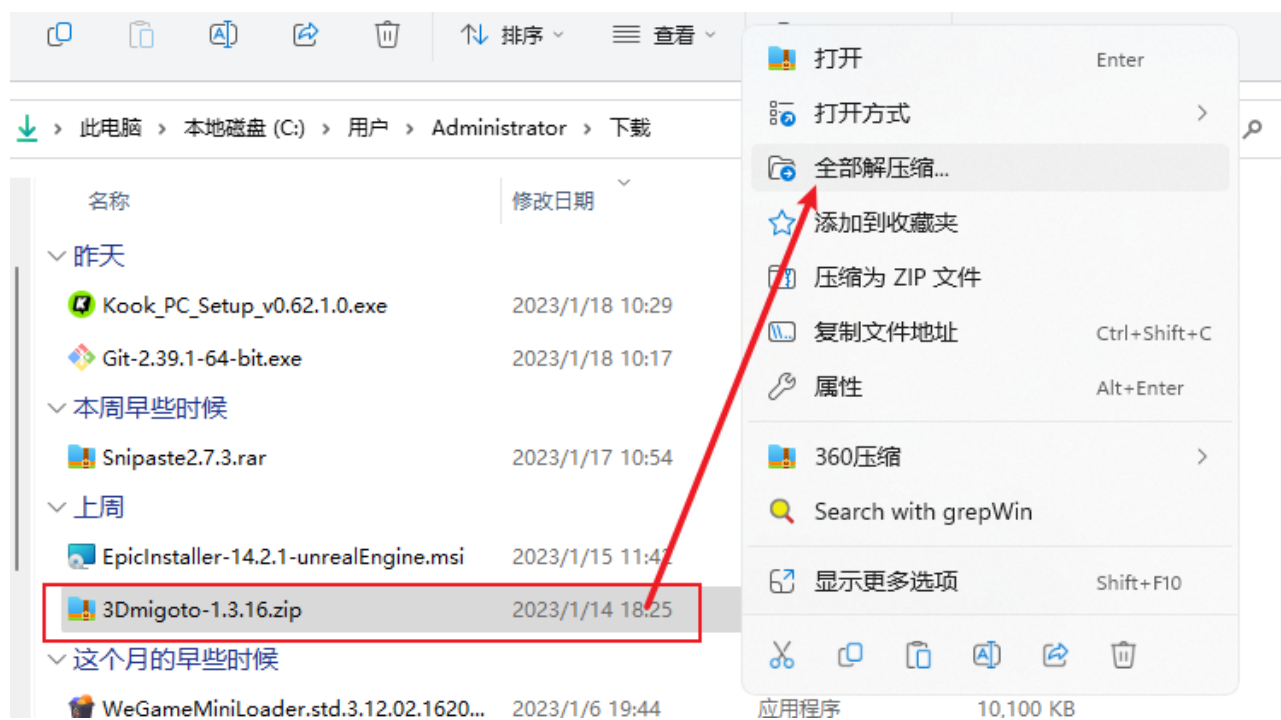 排序 查看
此电脑 > 本地磁盘 (C:) > 用户 > Administrator > 下载
名称 修改日期
昨天
Kook_PC_Setup_v0.62.1.0.exe 2023/1/18 10:29
Git-2.39.1-64-bit.exe 2023/1/18 10:17
本周早些时候
Snipaste2.7.3.rar 2023/1/17 10:54
上周
EpicInstaller-14.2.1-unrealEngine.msi 2023/1/15 11:42
3Dmigoto-1.3.16.zip 2023/1/14 18:25
这个月的早些时候
WeGameMiniLoader.std.3.12.02.1620... 2023/1/6 19:44 应用程序 10,100 KB
打开 Enter
打开方式
全部解压缩...
添加到收藏夹
压缩为 ZIP 文件
复制文件地址 Ctrl+Shift+C
属性 Alt+Enter
360压缩
Search with grepWin
显示更多选项 Shift+F10